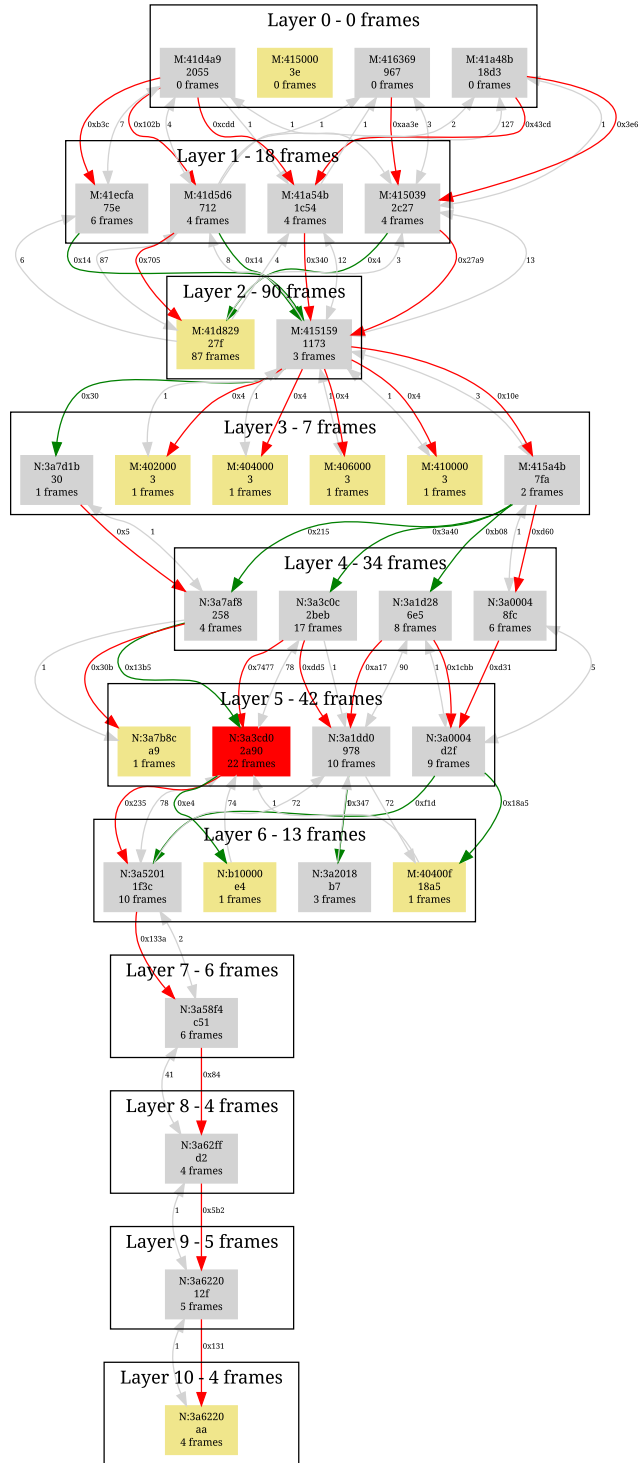 Layer 0 - 0 frames
M:41d4a9
2055
0 frames
M:415000
3e
0 frames
M:416369
967
0 frames
M:41a48b
18d3
0 frames
0xb3c
7
0x102b
4
0xcdd
1
1
1
0xaa3e
3
2
0x43cd
127
1
0x3e6
Layer 1 - 18 frames
M:41ecfa
75e
6 frames
M:41d5d6
712
4 frames
M:41a54b
1c54
4 frames
M:415039
2c27
4 frames
6
0x14
87
0x705
8
0x14
4
0x340
12
0x4
3
0x27a9
13
Layer 2 - 90 frames
M:41d829
27f
87 frames
M:415159
1173
3 frames
0x30
1
0x4
1
0x4
1
0x4
1
0x4
3
0x10e
Layer 3 - 7 frames
N:3a7d1b
30
1 frames
M:402000
3
1 frames
M:404000
3
1 frames
M:406000
3
1 frames
M:410000
3
1 frames
M:415a4b
7fa
2 frames
0x5
1
0x215
0x3a40
0xb08
1
0xd60
Layer 4 - 34 frames
N:3a7af8
258
4 frames
N:3a3c0c
2beb
17 frames
N:3a1d28
6e5
8 frames
N:3a0004
8fc
6 frames
1
0x30b
0x13b5
0x7477
78
0xdd5
1
0xa17
90
1
0x1cbb
0xd31
5
Layer 5 - 42 frames
N:3a7b8c
a9
1 frames
N:3a3cd0
2a90
22 frames
N:3a1dd0
978
10 frames
N:3a0004
d2f
9 frames
0x235
78
0xe4
74
1
72
0x347
72
0xf1d
0x18a5
Layer 6 - 13 frames
N:3a5201
1f3c
10 frames
N:b10000
e4
1 frames
N:3a2018
b7
3 frames
M:40400f
18a5
1 frames
0x133a
2
Layer 7 - 6 frames
N:3a58f4
c51
6 frames
41
0x84
Layer 8 - 4 frames
N:3a62ff
d2
4 frames
1
0x5b2
Layer 9 - 5 frames
N:3a6220
12f
5 frames
1
0x131
Layer 10 - 4 frames
N:3a6220
aa
4 frames